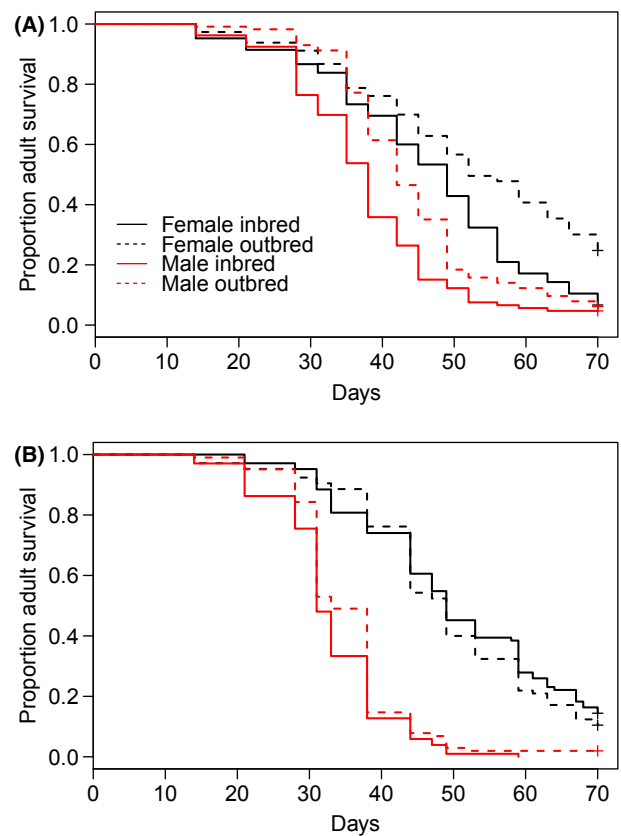 (A)
Proportion adult survival
1.0
0.8
0.6
0.4
0.2
0.0
Female inbred
Female outbred
Male inbred
Male outbred
0 10 20 30 40 50 60 70
Days
(B)
Proportion adult survival
1.0
0.8
0.6
0.4
0.2
0.0
0 10 20 30 40 50 60 70
Days